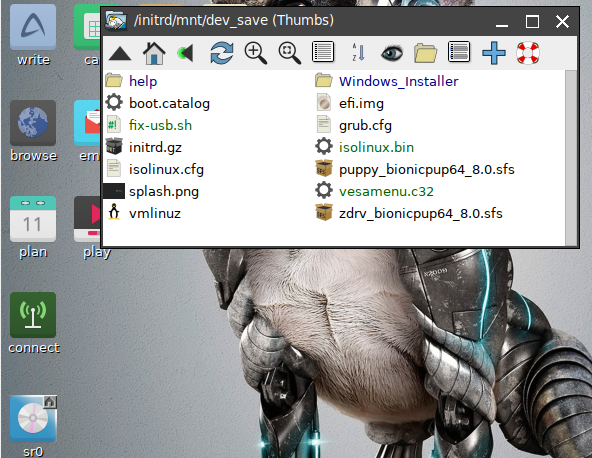 /initrd/mnt/dev_save (Thumbs)
write
browse
plan
11
play
connect
sr0
help
boot.catalog
fix-usb.sh
initrd.gz
isolinux.cfg
splash.png
vmlinuz
Windows_Installer
efi.img
grub.cfg
isolinux.bin
puppy_bionicpup64_8.0.sfs
vesamenu.c32
zdrv_bionicpup64_8.0.sfs